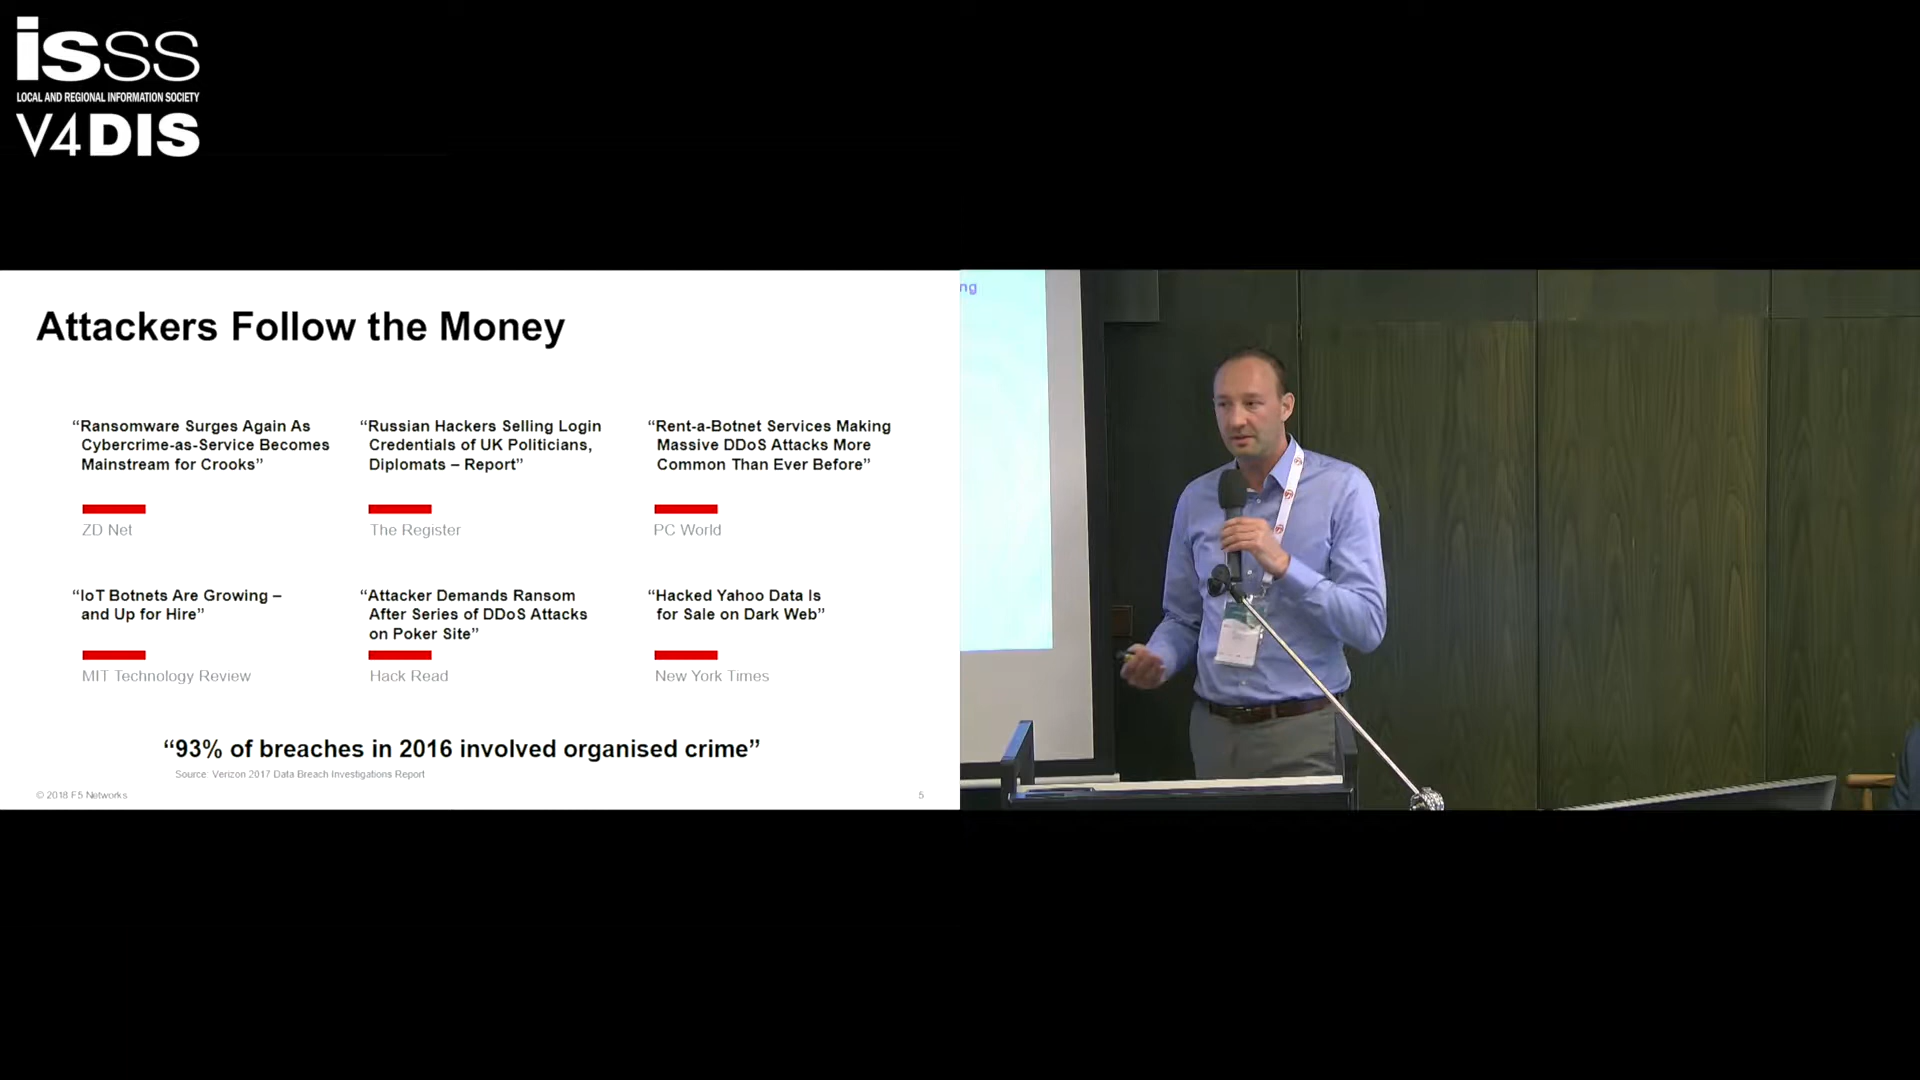 isss
LOCAL AND REGIONAL INFORMATION SOCIETY
V4DIS
Attackers Follow the Money
“Ransomware Surges Again As
Cybercrime-as-Service Becomes
Mainstream for Crooks”
ZD Net
“Russian Hackers Selling Login
Credentials of UK Politicians,
Diplomats – Report”
The Register
“Rent-a-Botnet Services Making
Massive DDoS Attacks More
Common Than Ever Before”
PC World
“IoT Botnets Are Growing –
and Up for Hire”
MIT Technology Review
“Attacker Demands Ransom
After Series of DDoS Attacks
on Poker Site”
Hack Read
“Hacked Yahoo Data Is
for Sale on Dark Web”
New York Times
“93% of breaches in 2016 involved organised crime”
Source: Verizon 2017 Data Breach Investigations Report
© 2018 F5 Networks
5
ng